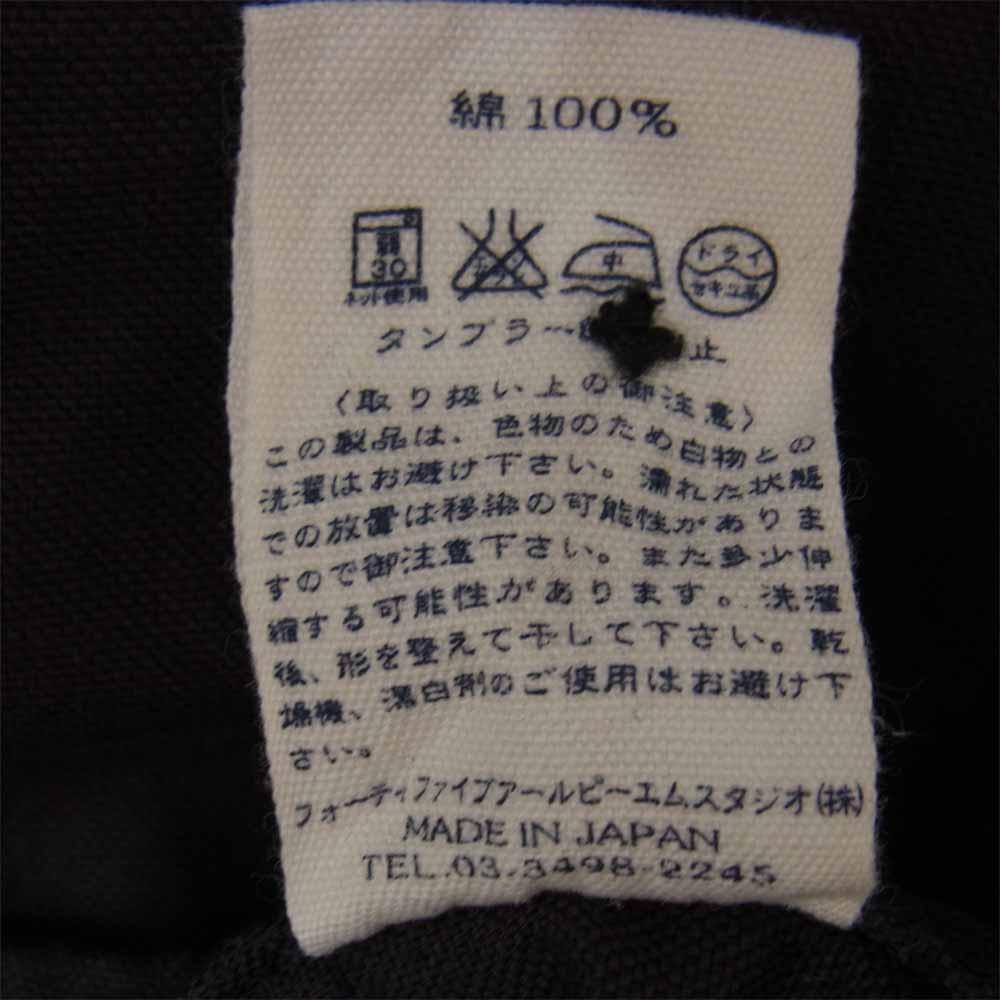 綿 100%
弱
30
ネット使用
エンソ
サラシ
中
ドライ
セキユ系
タンブラー 止
〈取り扱い上の御注意〉
この製品は、色物のため白物との
洗濯はお避け下さい。濡れた状態
での放置は移染の可能性がありま
すので御注意下さい。また多少伸
縮する可能性があります。洗濯
後、形を整えて干して下さい。乾
燥機、漂白剤のご使用はお避け下
さい。
フォーティファイブアールピーエムスタジオ(株)
MADE IN JAPAN
TEL.03-3498-2245